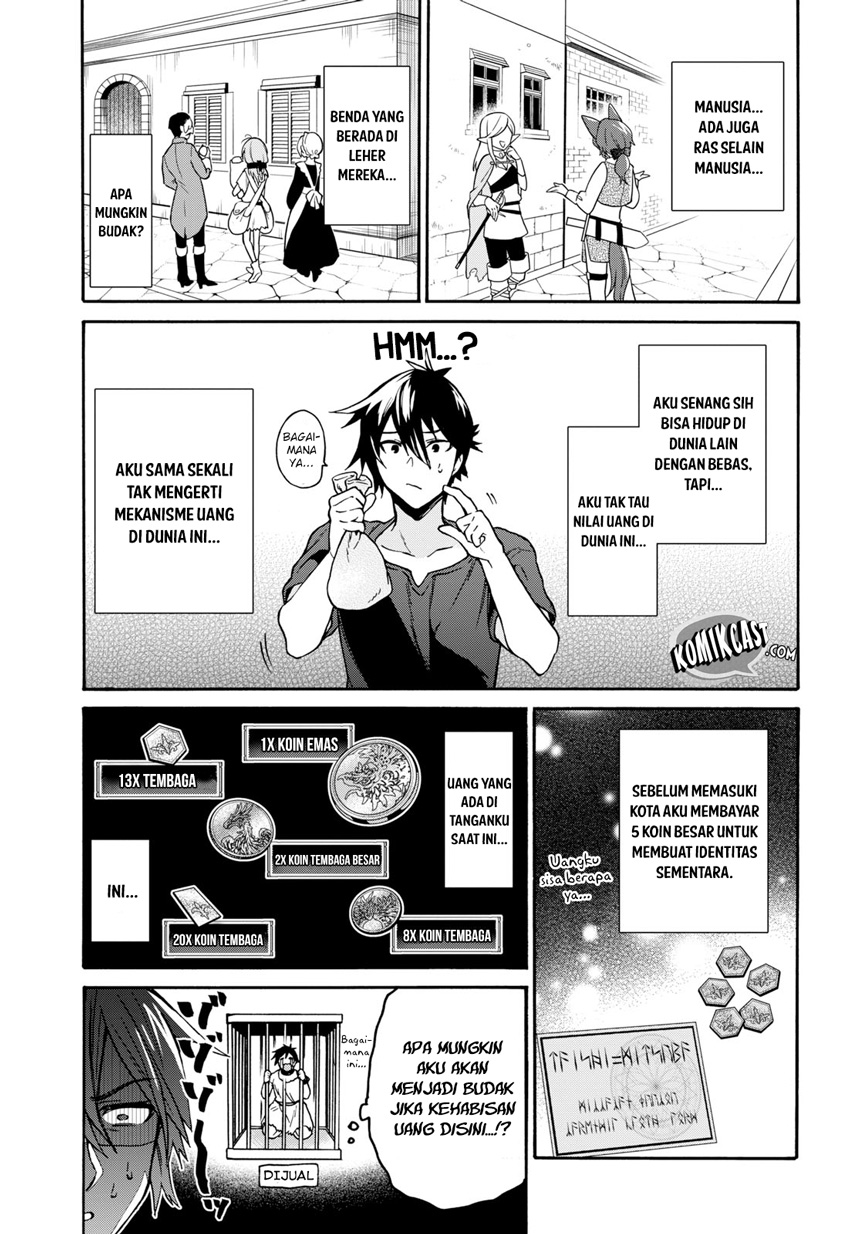 MANUSIA...
ADA JUGA
RAS SELAIN
MANUSIA...
BENDA YANG
BERADA DI
LEHER
MEREKA...
APA
MUNGKIN
BUDAK?
HMM...?
AKU SENANG SIH
BISA HIDUP DI
DUNIA LAIN
DENGAN BEBAS,
TAPI...
AKU TAK TAU
NILAI UANG DI
DUNIA INI...
BAGAI-
MANA
YA...
AKU SAMA SEKALI
TAK MENGERTI
MEKANISME UANG
DI DUNIA INI...
KOMIKCAST
.COM
SEBELUM MEMASUKI
KOTA AKU MEMBAYAR
5 KOIN BESAR UNTUK
MEMBUAT IDENTITAS
SEMENTARA.
Uangku
sisa berapa
ya...
UANG YANG
ADA DI
TANGANKU
SAAT INI...
1X KOIN EMAS
13X TEMBAGA
2X KOIN TEMBAGA BESAR
8X KOIN TEMBAGA
20X KOIN TEMBAGA
INI...
APA MUNGKIN
AKU AKAN
MENJADI BUDAK
JIKA KEHABISAN
UANG DISINI...!?
Bagai-
mana
ini...
DIJUAL